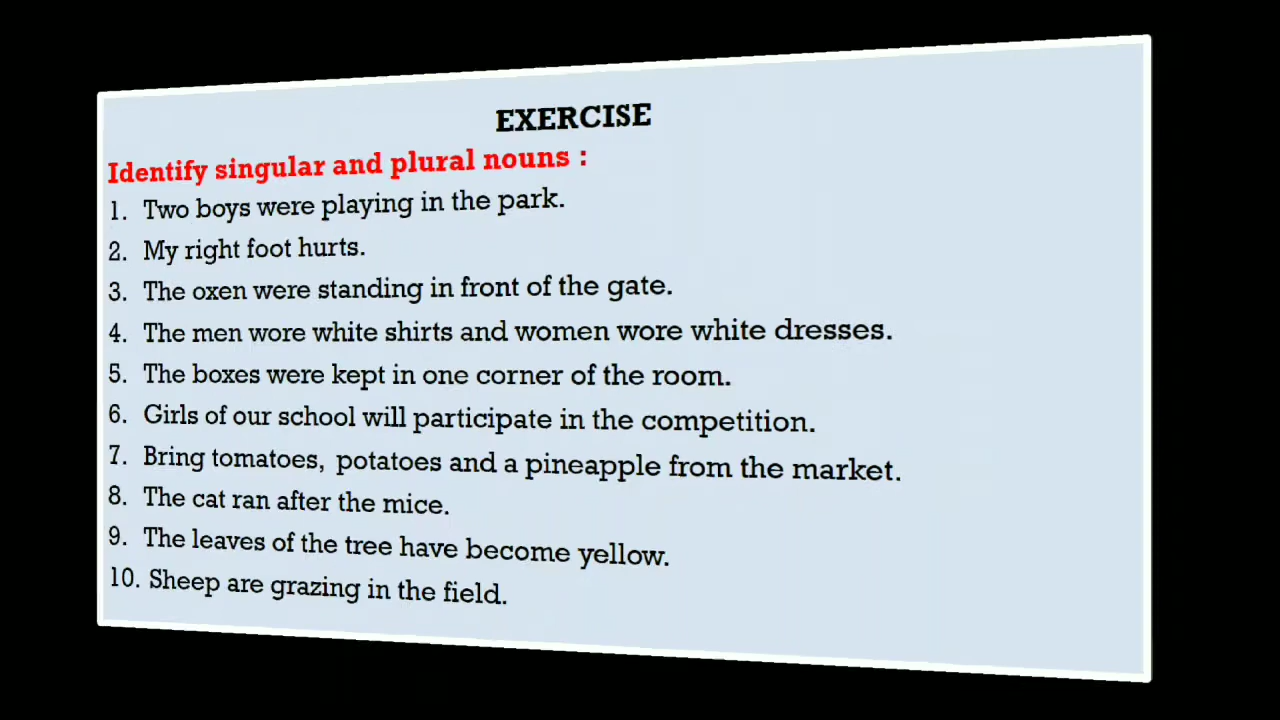 EXERCISE
Identify singular and plural nouns :
1. Two boys were playing in the park.
2. My right foot hurts.
3. The oxen were standing in front of the gate.
4. The men wore white shirts and women wore white dresses.
5. The boxes were kept in one corner of the room.
6. Girls of our school will participate in the competition.
7. Bring tomatoes, potatoes and a pineapple from the market.
8. The cat ran after the mice.
9. The leaves of the tree have become yellow.
10. Sheep are grazing in the field.